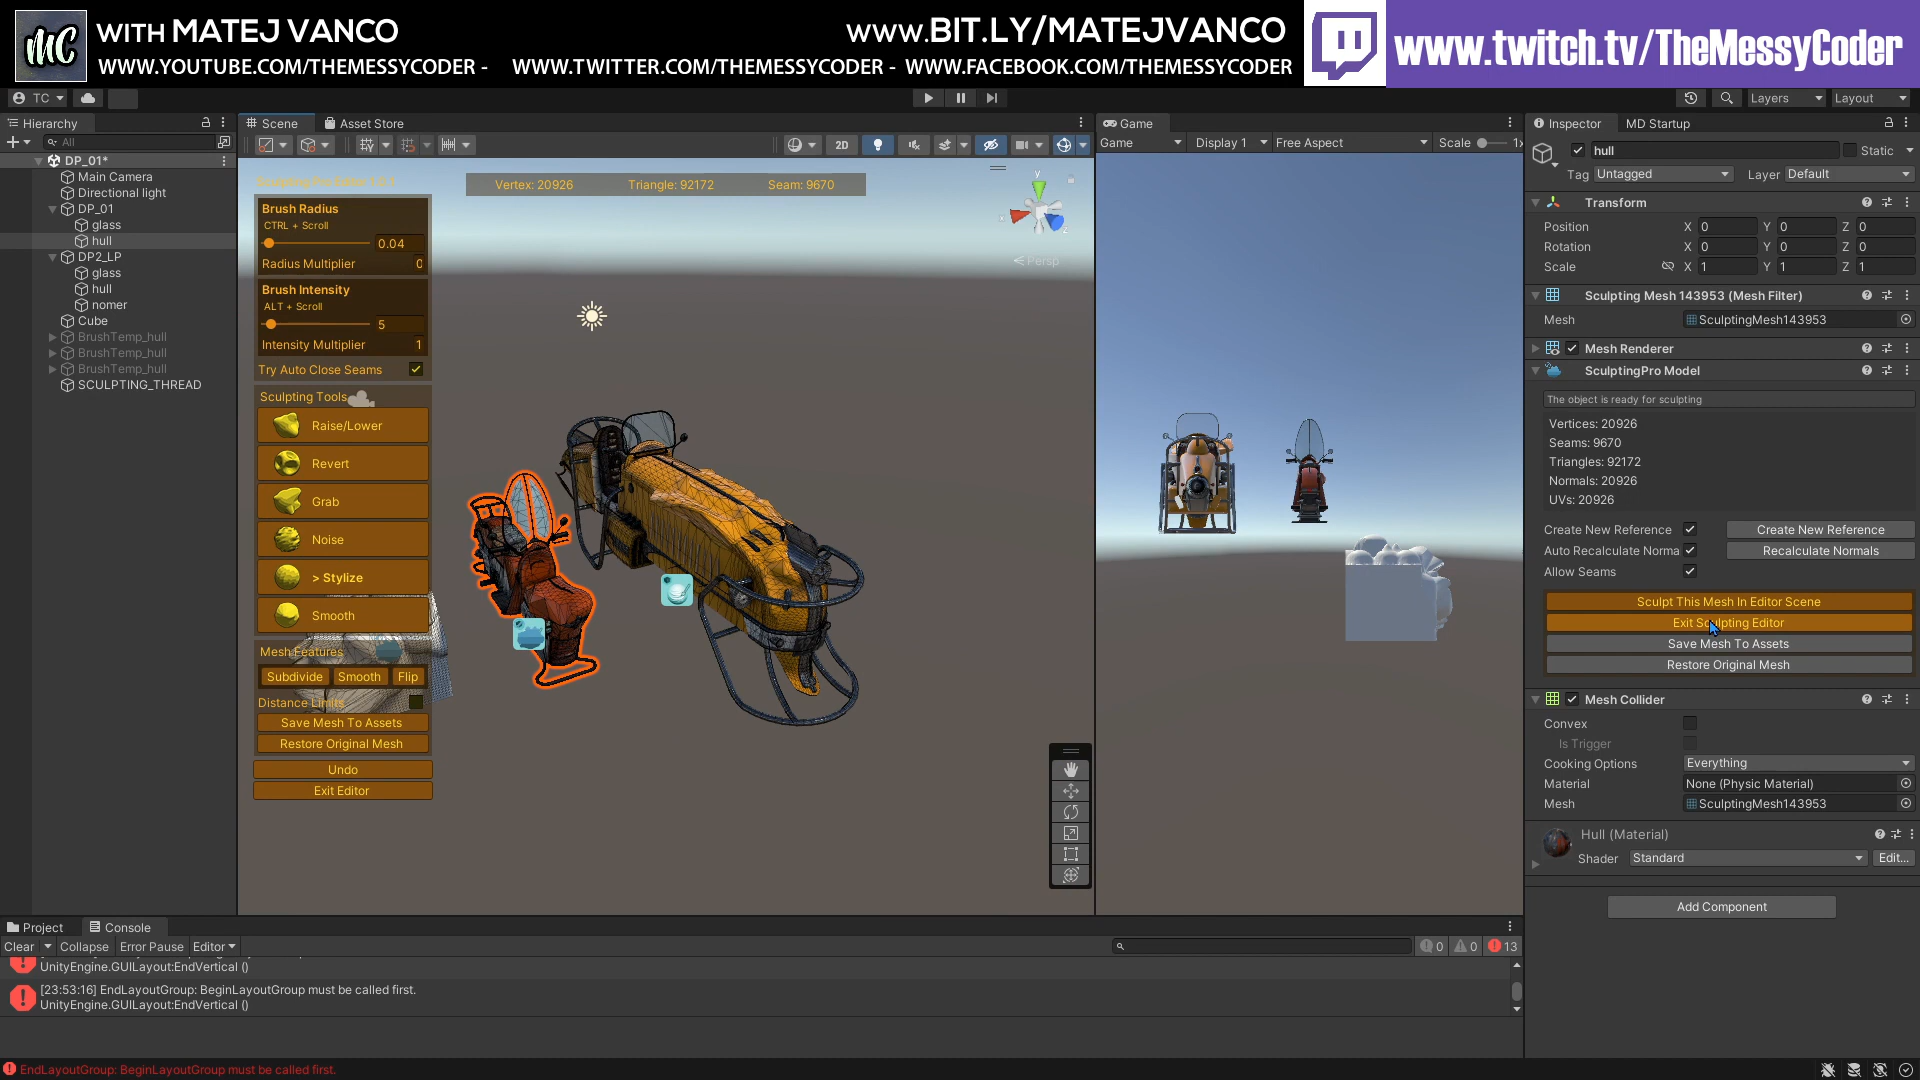 MC
WITH MATEJ VANCO
WWW.BIT.LY/MATEJVANCO
www.twitch.tv/TheMessyCoder
WWW.YOUTUBE.COM/THEMESSYCODER - WWW.TWITTER.COM/THEMESSYCODER - WWW.FACEBOOK.COM/THEMESSYCODER
TC
Layers
Layout
Hierarchy
All
DP_01*
Main Camera
Directional light
DP_01
glass
hull
DP2_LP
glass
hull
nomer
Cube
BrushTemp_hull
BrushTemp_hull
BrushTemp_hull
SCULPTING_THREAD
Scene
Asset Store
2D
Vertex: 20926
Triangle: 92172
Seam: 9670
y
x
z
Persp
Brush Radius
CTRL + Scroll
0.04
Radius Multiplier
0
Brush Intensity
ALT + Scroll
5
Intensity Multiplier
1
Try Auto Close Seams
Sculpting Tools
Raise/Lower
Revert
Grab
Noise
> Stylize
Smooth
Mesh Features
Subdivide
Smooth
Flip
Distance Limits
Save Mesh To Assets
Restore Original Mesh
Undo
Exit Editor
Game
Game
Display 1
Free Aspect
Scale
1x
Inspector
MD Startup
hull
Static
Tag
Untagged
Layer
Default
Transform
Position
X 0
Y 0
Z 0
Rotation
X 0
Y 0
Z 0
Scale
X 1
Y 1
Z 1
Sculpting Mesh 143953 (Mesh Filter)
Mesh
SculptingMesh143953
Mesh Renderer
SculptingPro Model
The object is ready for sculpting
Vertices: 20926
Seams: 9670
Triangles: 92172
Normals: 20926
UVs: 20926
Create New Reference
Create New Reference
Auto Recalculate Norma
Recalculate Normals
Allow Seams
Sculpt This Mesh In Editor Scene
Exit Sculpting Editor
Save Mesh To Assets
Restore Original Mesh
Mesh Collider
Convex
Is Trigger
Cooking Options
Everything
Material
None (Physic Material)
Mesh
SculptingMesh143953
Hull (Material)
Shader
Standard
Edit...
Add Component
Project
Console
Clear
Collapse
Error Pause
Editor
0
0
13
UnityEngine.GUILayout:EndVertical ()
[23:53:16] EndLayoutGroup: BeginLayoutGroup must be called first.
UnityEngine.GUILayout:EndVertical ()
EndLayoutGroup: BeginLayoutGroup must be called first.